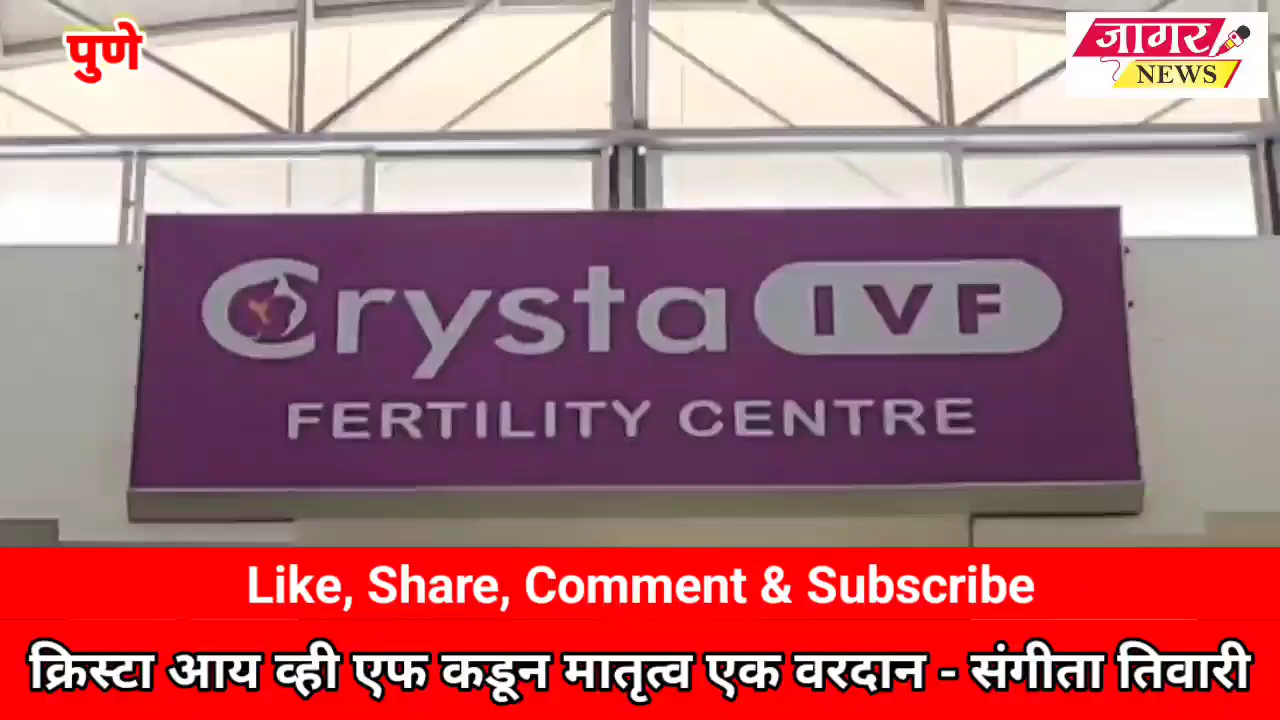 पुणे
जागर
NEWS
Crysta IVF
FERTILITY CENTRE
Like, Share, Comment & Subscribe
क्रिस्टा आय व्ही एफ कडून मातृत्व एक वरदान - संगीता तिवारी